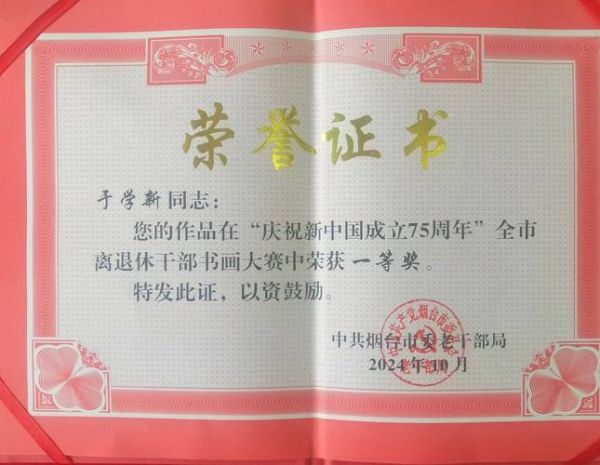 荣誉证书
于学新同志：
您的作品在“庆祝新中国成立75周年”全市
离退休干部书画大赛中荣获一等奖。
特发此证，以资鼓励。
中共烟台市委老干部局
2024年10月